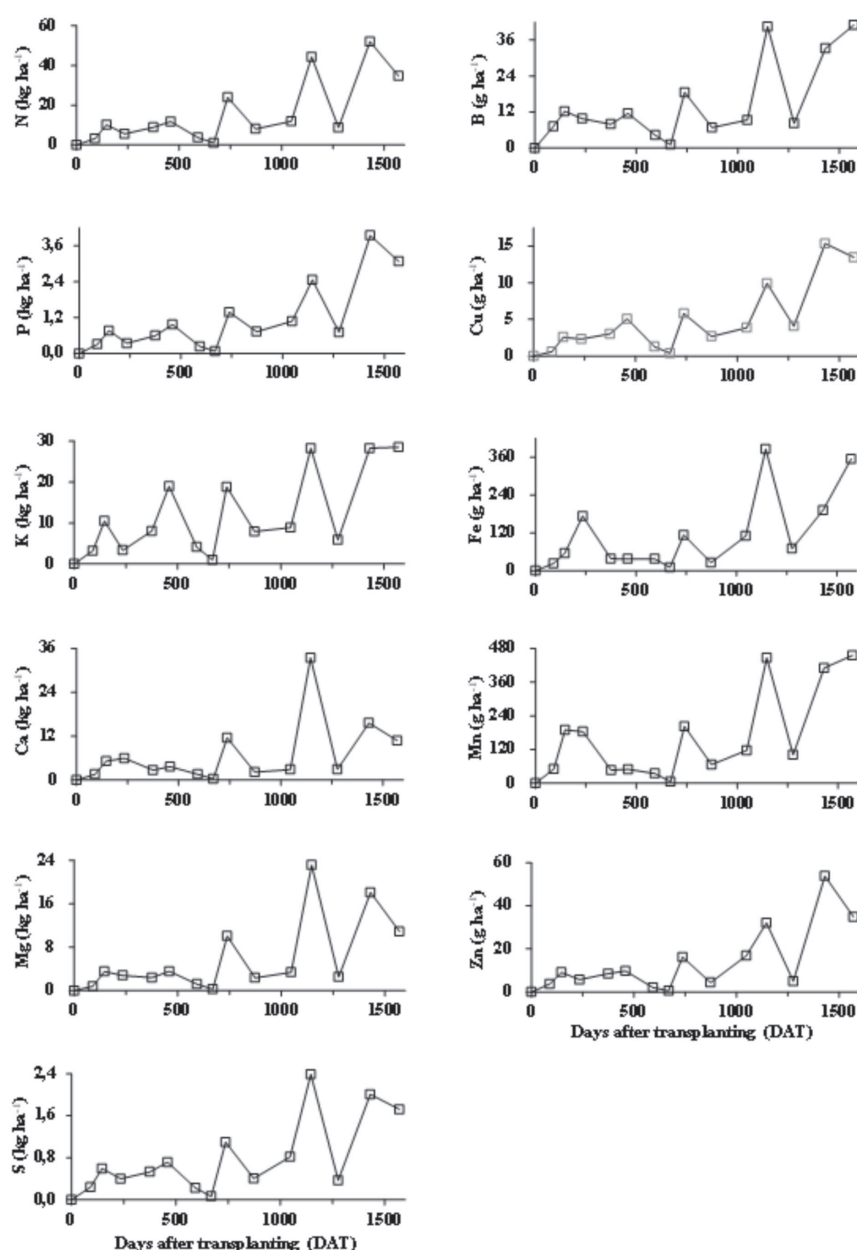 N (kg ha⁻¹)
60
40
20
0
0 500 1000 1500
B (g ha⁻¹)
36
24
12
0
0 500 1000 1500
P (kg ha⁻¹)
3,6
2,4
1,2
0,0
0 500 1000 1500
Cu (g ha⁻¹)
15
10
5
0
0 500 1000 1500
K (kg ha⁻¹)
30
20
10
0
0 500 1000 1500
Fe (g ha⁻¹)
360
240
120
0
0 500 1000 1500
Ca (kg ha⁻¹)
36
24
12
0
0 500 1000 1500
Mn (g ha⁻¹)
480
360
240
120
0
0 500 1000 1500
Mg (kg ha⁻¹)
24
16
8
0
0 500 1000 1500
Zn (g ha⁻¹)
60
40
20
0
0 500 1000 1500
Days after transplanting (DAT)
S (kg ha⁻¹)
2,4
1,6
0,8
0,0
0 500 1000 1500
Days after transplanting (DAT)